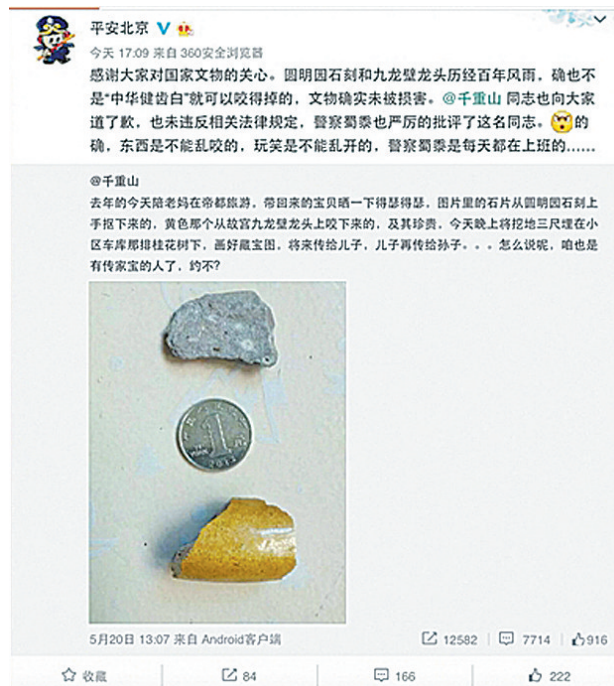 平安北京
今天 17:09 来自 360安全浏览器
感谢大家对国家文物的关心。圆明园石刻和九龙壁龙头历经百年风雨，确也不
是“中华健齿白”就可以咬得掉的，文物确实未被损害。@千重山 同志也向大家
道了歉，也未违反相关法律规定，警察蜀黍也严厉的批评了这名同志。的
确，东西是不能乱咬的，玩笑是不能乱开的，警察蜀黍是每天都在上班的......
@千重山
去年的今天陪老妈在帝都旅游，带回来的宝贝晒一下得瑟得瑟，图片里的石片从圆明园石刻上
手抠下来的，黄色那个从故宫九龙壁龙头上咬下来的，及其珍贵，今天晚上将挖地三尺埋在小
区车库那排桂花树下，画好藏宝图，将来传给儿子，儿子再传给孙子。。。怎么说呢，咱也是
有传家宝的人了，约不？
1
5月20日 13:07 来自 Android客户端 12582 7714 916
收藏 84 166 222